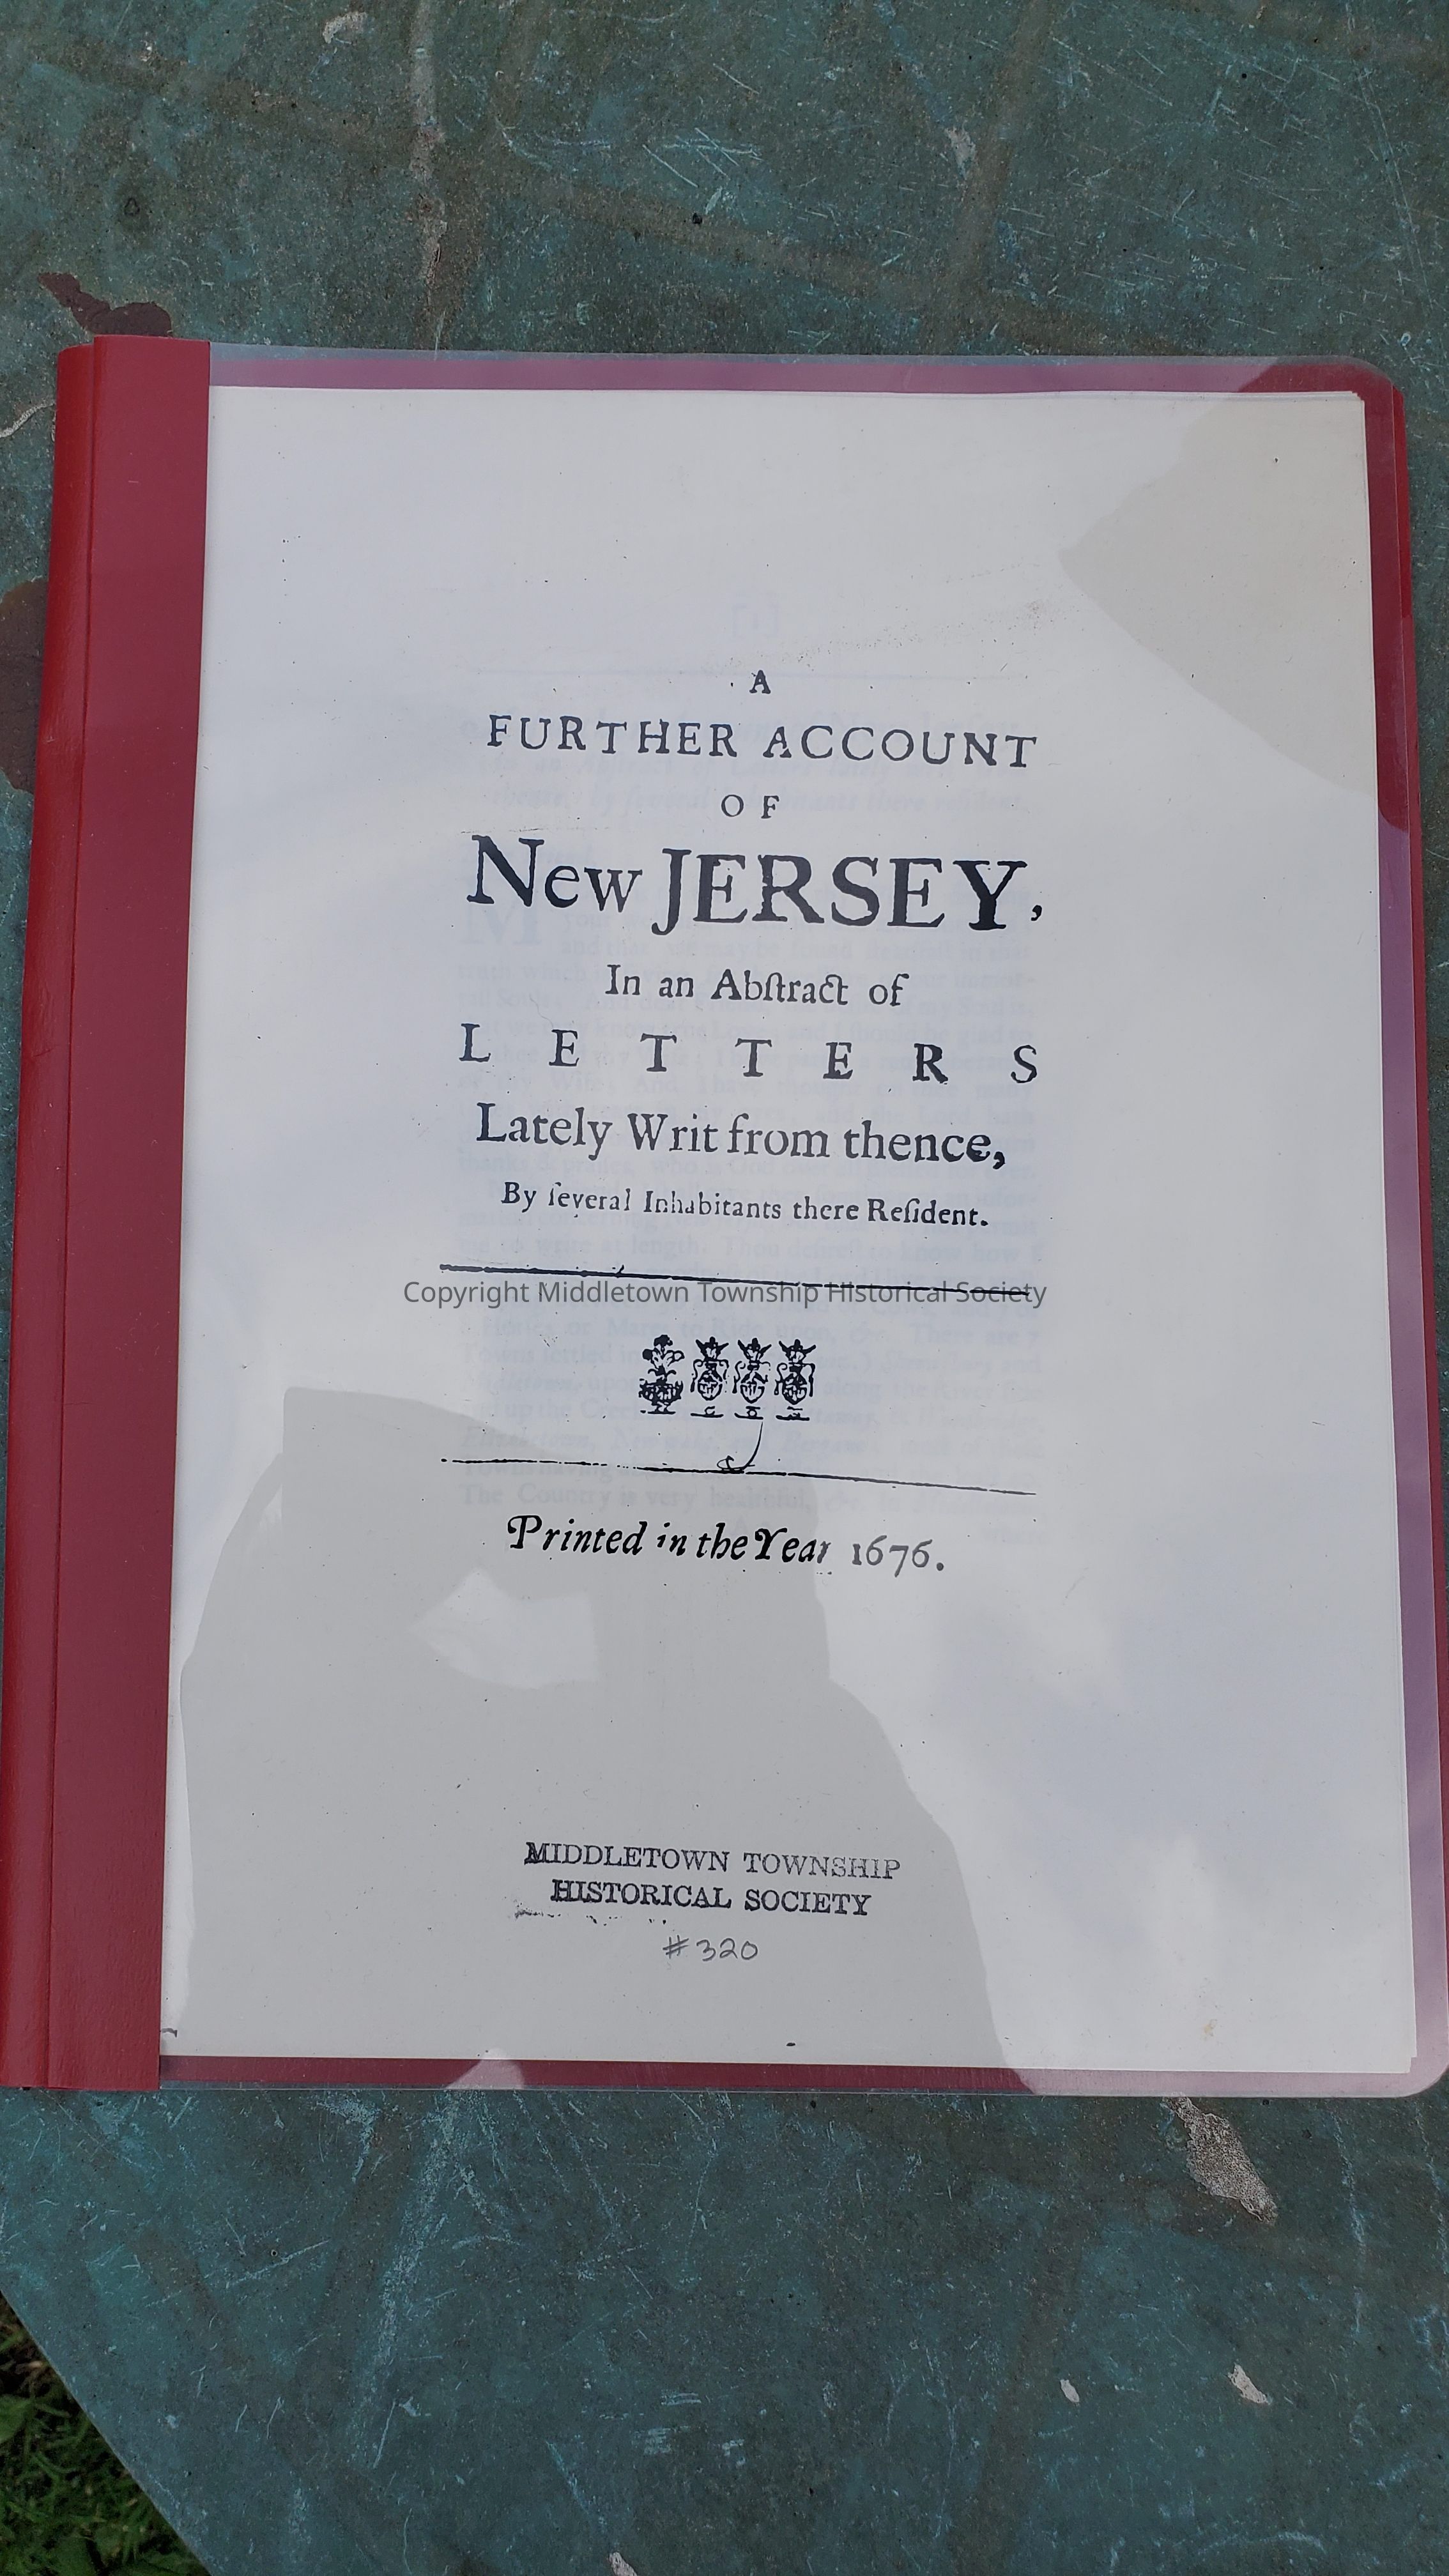 A
FURTHER ACCOUNT
OF
New JERSEY,
In an Abſtract of
LETTERS
Lately Writ from thence,
By ſeveral Inhabitants there Reſident.
Copyright Middletown Township Historical Society
Printed in the Year 1676.
MIDDLETOWN TOWNSHIP
HISTORICAL SOCIETY
#320